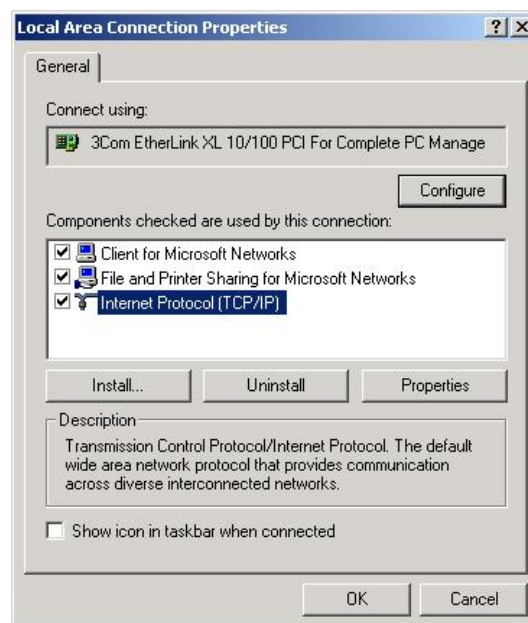 Local Area Connection Properties
General
Connect using:
3Com EtherLink XL 10/100 PCI For Complete PC Manage
Configure
Components checked are used by this connection:
Client for Microsoft Networks
File and Printer Sharing for Microsoft Networks
Internet Protocol (TCP/IP)
Install... Uninstall Properties
Description
Transmission Control Protocol/Internet Protocol. The default
wide area network protocol that provides communication
across diverse interconnected networks.
Show icon in taskbar when connected
OK Cancel